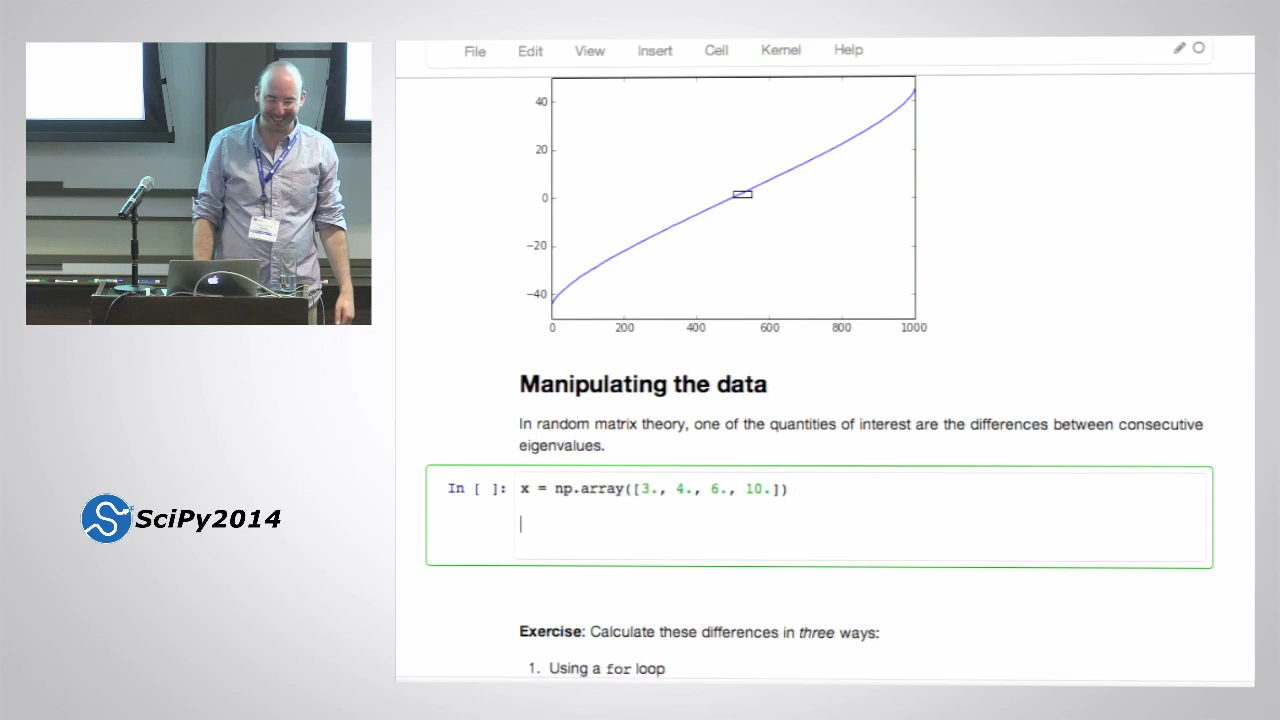 File Edit View Insert Cell Kernel Help
40
20
0
−20
−40
0 200 400 600 800 1000
Manipulating the data
In random matrix theory, one of the quantities of interest are the differences between consecutive
eigenvalues.
In [ ]: x = np.array([3., 4., 6., 10.])
SciPy2014
Exercise: Calculate these differences in three ways:
1. Using a for loop